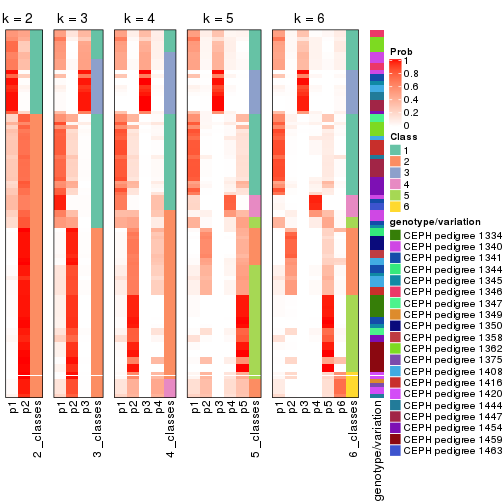 k = 2 k = 3 k = 4 k = 5 k = 6
Prob
1
0.8
0.6
0.4
0.2
0
Class
1
2
3
4
5
6
genotype/variation
CEPH pedigree 1334
CEPH pedigree 1340
CEPH pedigree 1341
CEPH pedigree 1344
CEPH pedigree 1345
CEPH pedigree 1346
CEPH pedigree 1347
CEPH pedigree 1349
CEPH pedigree 1350
CEPH pedigree 1358
CEPH pedigree 1362
CEPH pedigree 1375
CEPH pedigree 1408
CEPH pedigree 1416
CEPH pedigree 1420
CEPH pedigree 1444
CEPH pedigree 1447
CEPH pedigree 1454
CEPH pedigree 1459
CEPH pedigree 1463
p1
p2
2_classes
p1
p2
p3
3_classes
p1
p2
p3
p4
4_classes
p1
p2
p3
p4
p5
5_classes
p1
p2
p3
p4
p5
p6
6_classes
genotype/variation